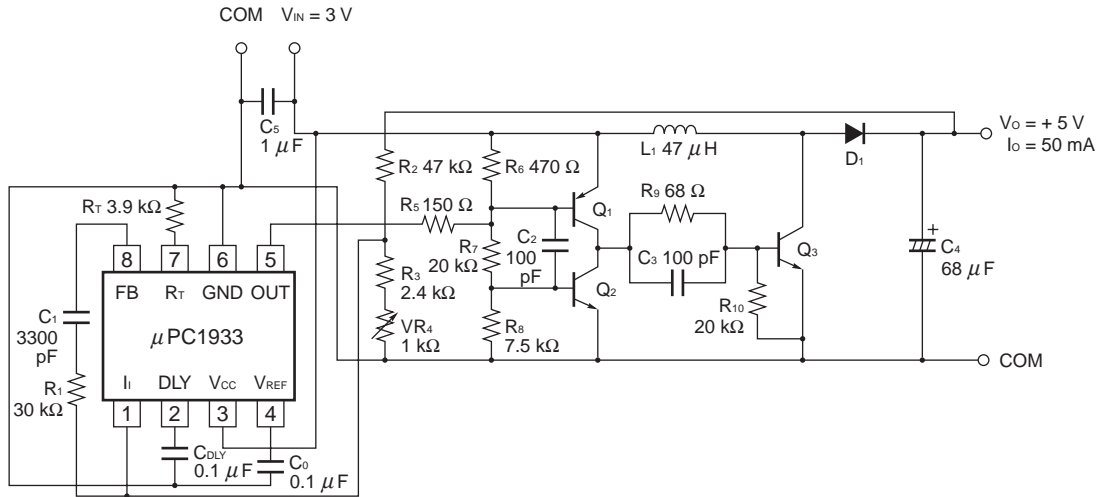 COM
VIN = 3 V
C5
1 µF
VO = + 5 V
IO = 50 mA
L1 47 µH
D1
R2 47 kΩ
R6 470 Ω
R9 68 Ω
RT 3.9 kΩ
R5 150 Ω
Q1
C2
100
pF
R7
20 kΩ
C3 100 pF
Q3
C4
68 µF
+
8
7
6
5
FB
RT
GND
OUT
R3
2.4 kΩ
Q2
R10
20 kΩ
C1
3300
pF
µPC1933
VR4
1 kΩ
R8
7.5 kΩ
COM
R1
30 kΩ
II
DLY
VCC
VREF
1
2
3
4
CDLY
0.1 µF
C0
0.1 µF